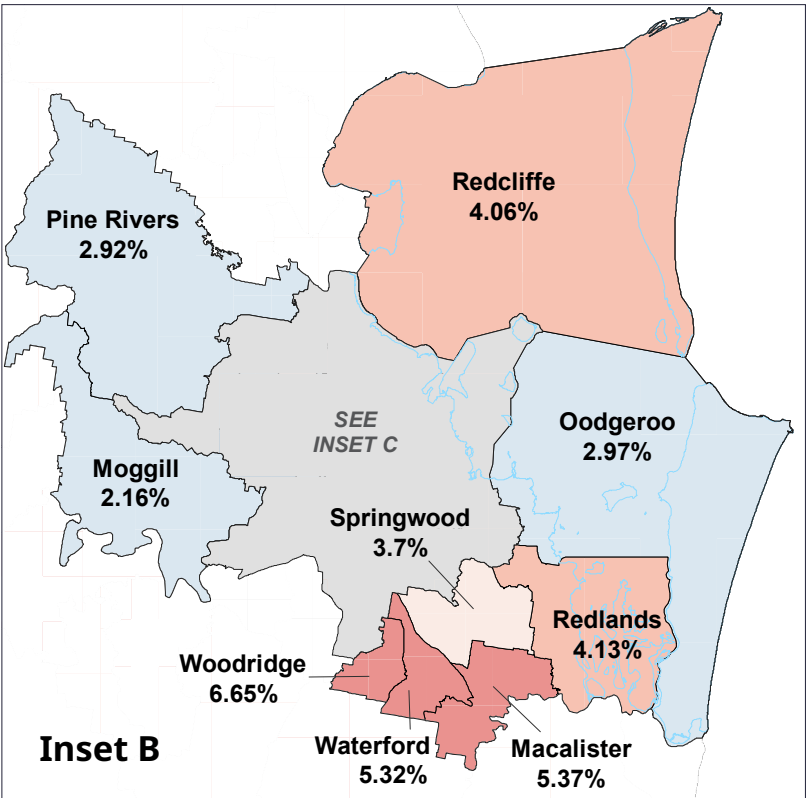 Redcliffe
4.06%
Pine Rivers
2.92%
SEE
INSET C
Oodgeroo
2.97%
Moggill
2.16%
Springwood
3.7%
Redlands
4.13%
Woodridge
6.65%
Waterford
5.32%
Macalister
5.37%
Inset B